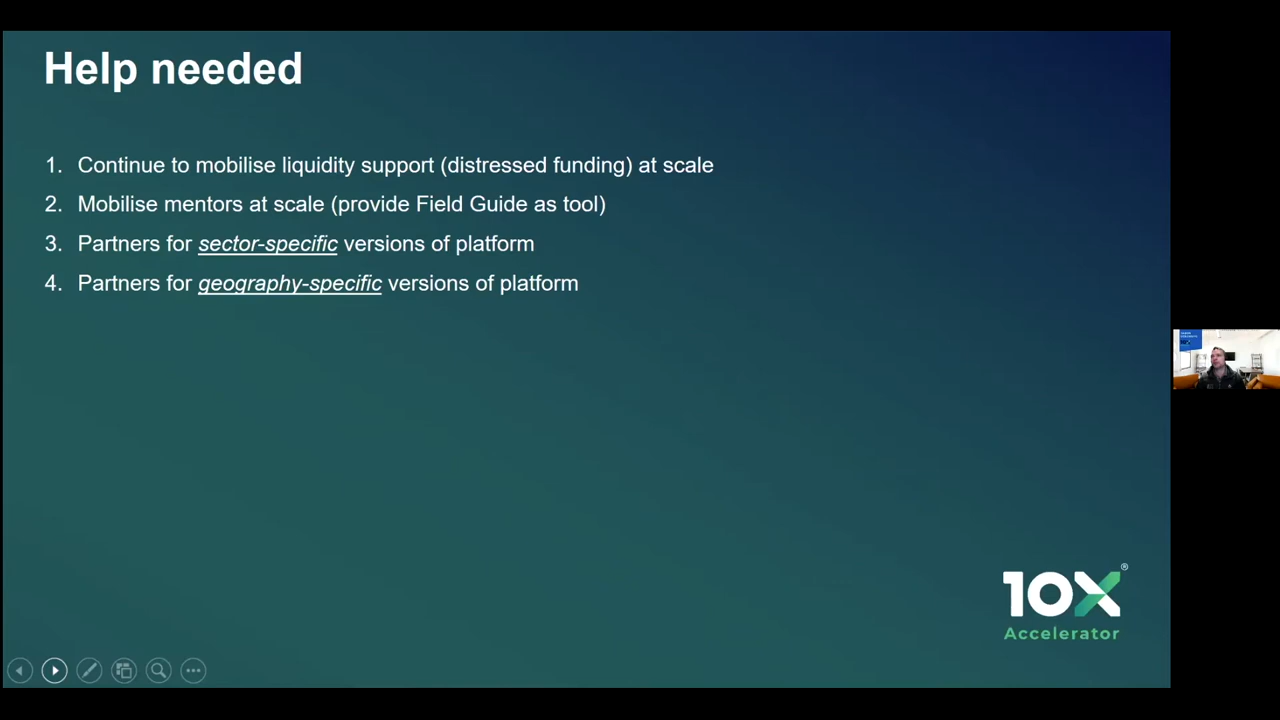 Help needed
1. Continue to mobilise liquidity support (distressed funding) at scale
2. Mobilise mentors at scale (provide Field Guide as tool)
3. Partners for sector-specific versions of platform
4. Partners for geography-specific versions of platform
10X®
Accelerator